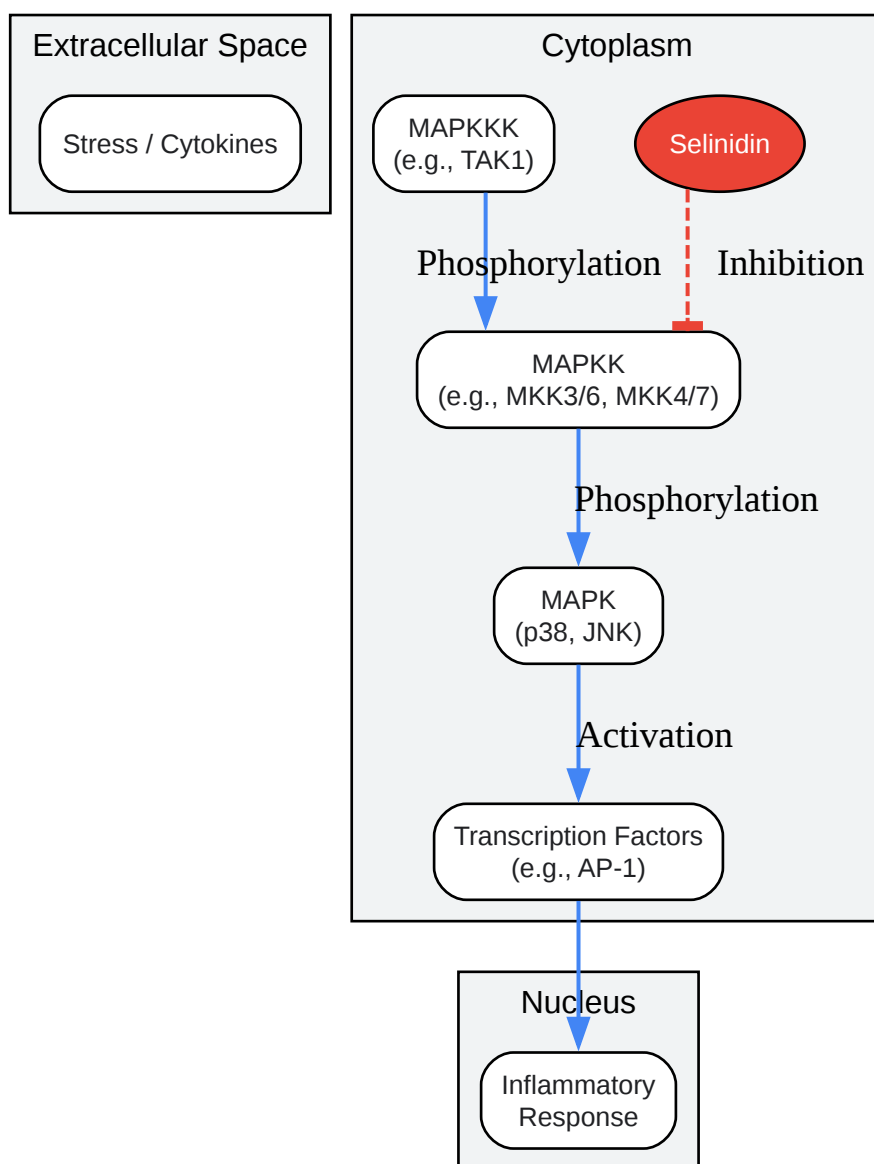 Extracellular Space
Stress / Cytokines
Cytoplasm
MAPKKK
(e.g., TAK1)
Selinidin
Phosphorylation
Inhibition
MAPKK
(e.g., MKK3/6, MKK4/7)
Phosphorylation
MAPK
(p38, JNK)
Activation
Transcription Factors
(e.g., AP-1)
Nucleus
Inflammatory
Response